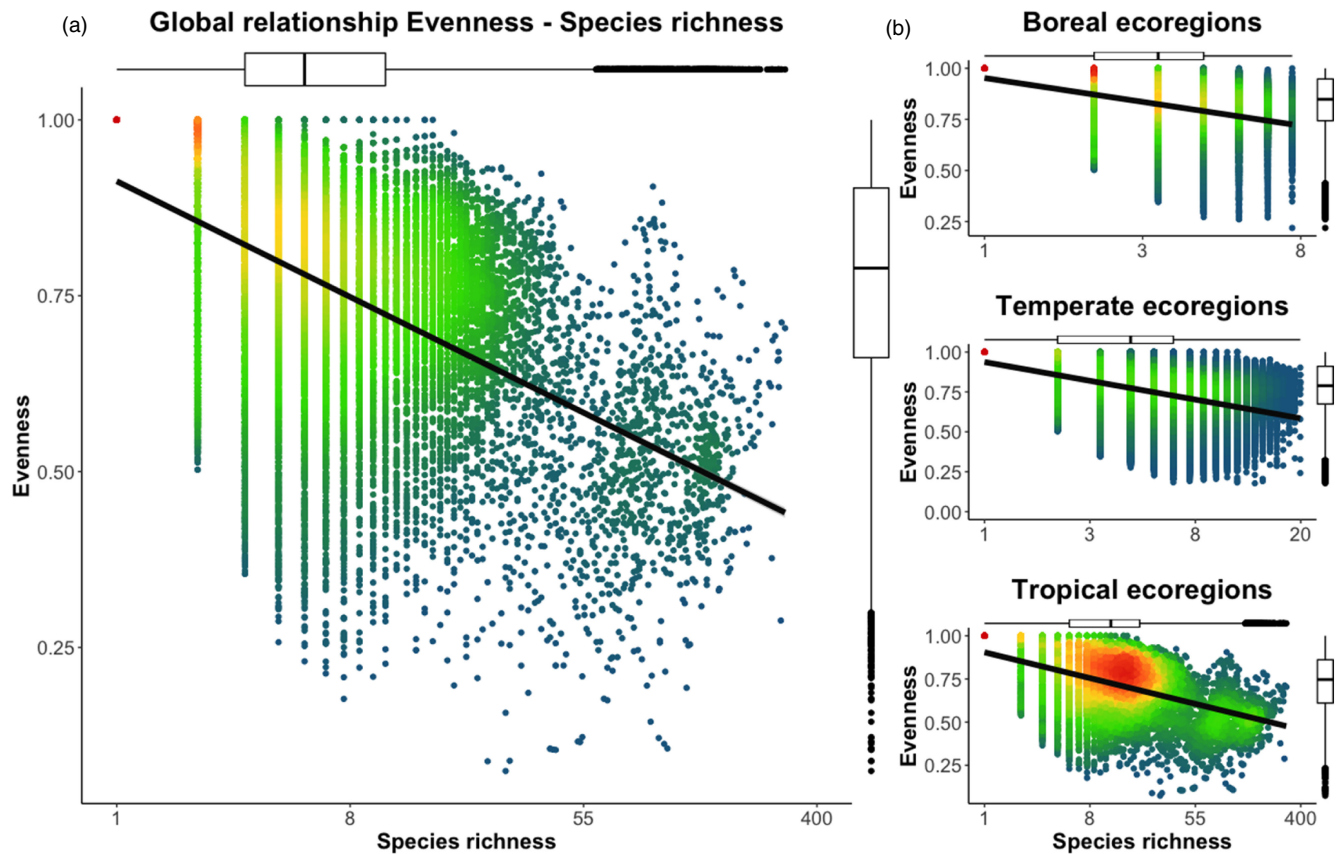 (a)
Global relationship Evenness - Species richness
1.00
0.75
0.50
0.25
Evenness
1
8
55
400
Species richness
(b)
Boreal ecoregions
1.00
0.75
0.50
0.25
Evenness
1
3
8
Temperate ecoregions
1.00
0.75
0.50
0.25
0.00
Evenness
1
3
8
20
Tropical ecoregions
1.00
0.75
0.50
0.25
Evenness
1
8
55
400
Species richness